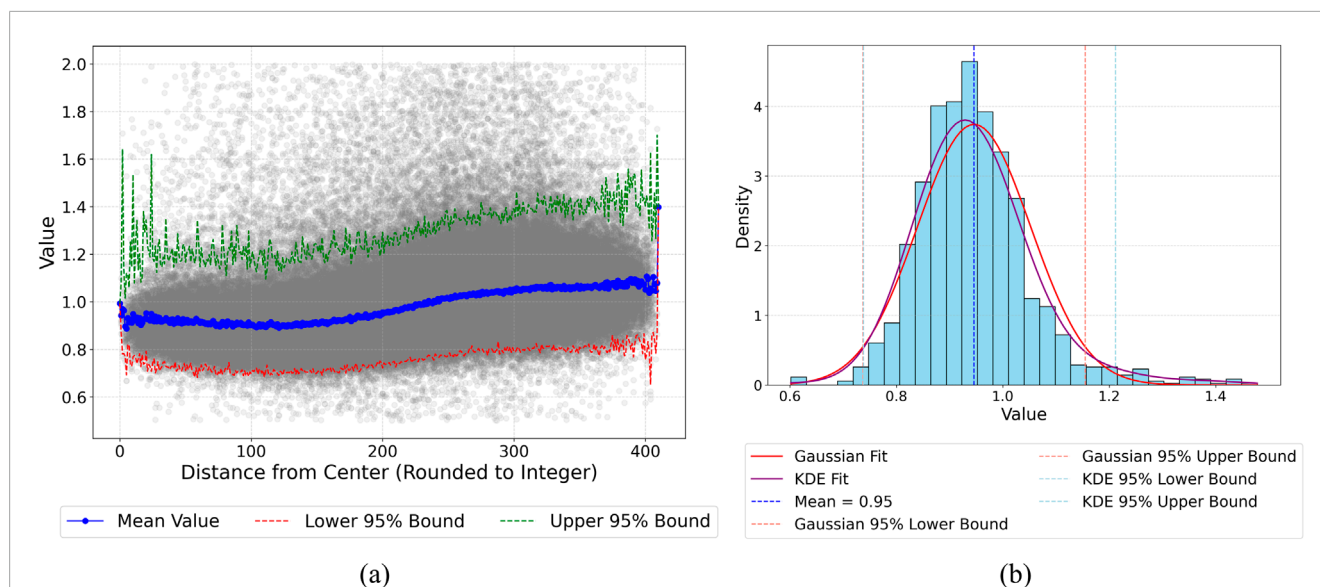 2.0
1.8
1.6
1.4
1.2
1.0
0.8
0.6
Value
0
100
200
300
400
Distance from Center (Rounded to Integer)
Mean Value
Lower 95% Bound
Upper 95% Bound
(a)
4
3
2
1
0
Density
0.6
0.8
1.0
1.2
1.4
Value
Gaussian Fit
KDE Fit
Mean = 0.95
Gaussian 95% Lower Bound
Gaussian 95% Upper Bound
KDE 95% Lower Bound
KDE 95% Upper Bound
(b)